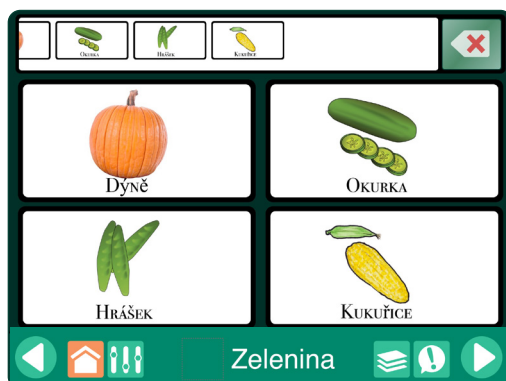 Okurka
Hrášek
Kukuřice
Dýně
Okurka
Hrášek
Kukuřice
Zelenina